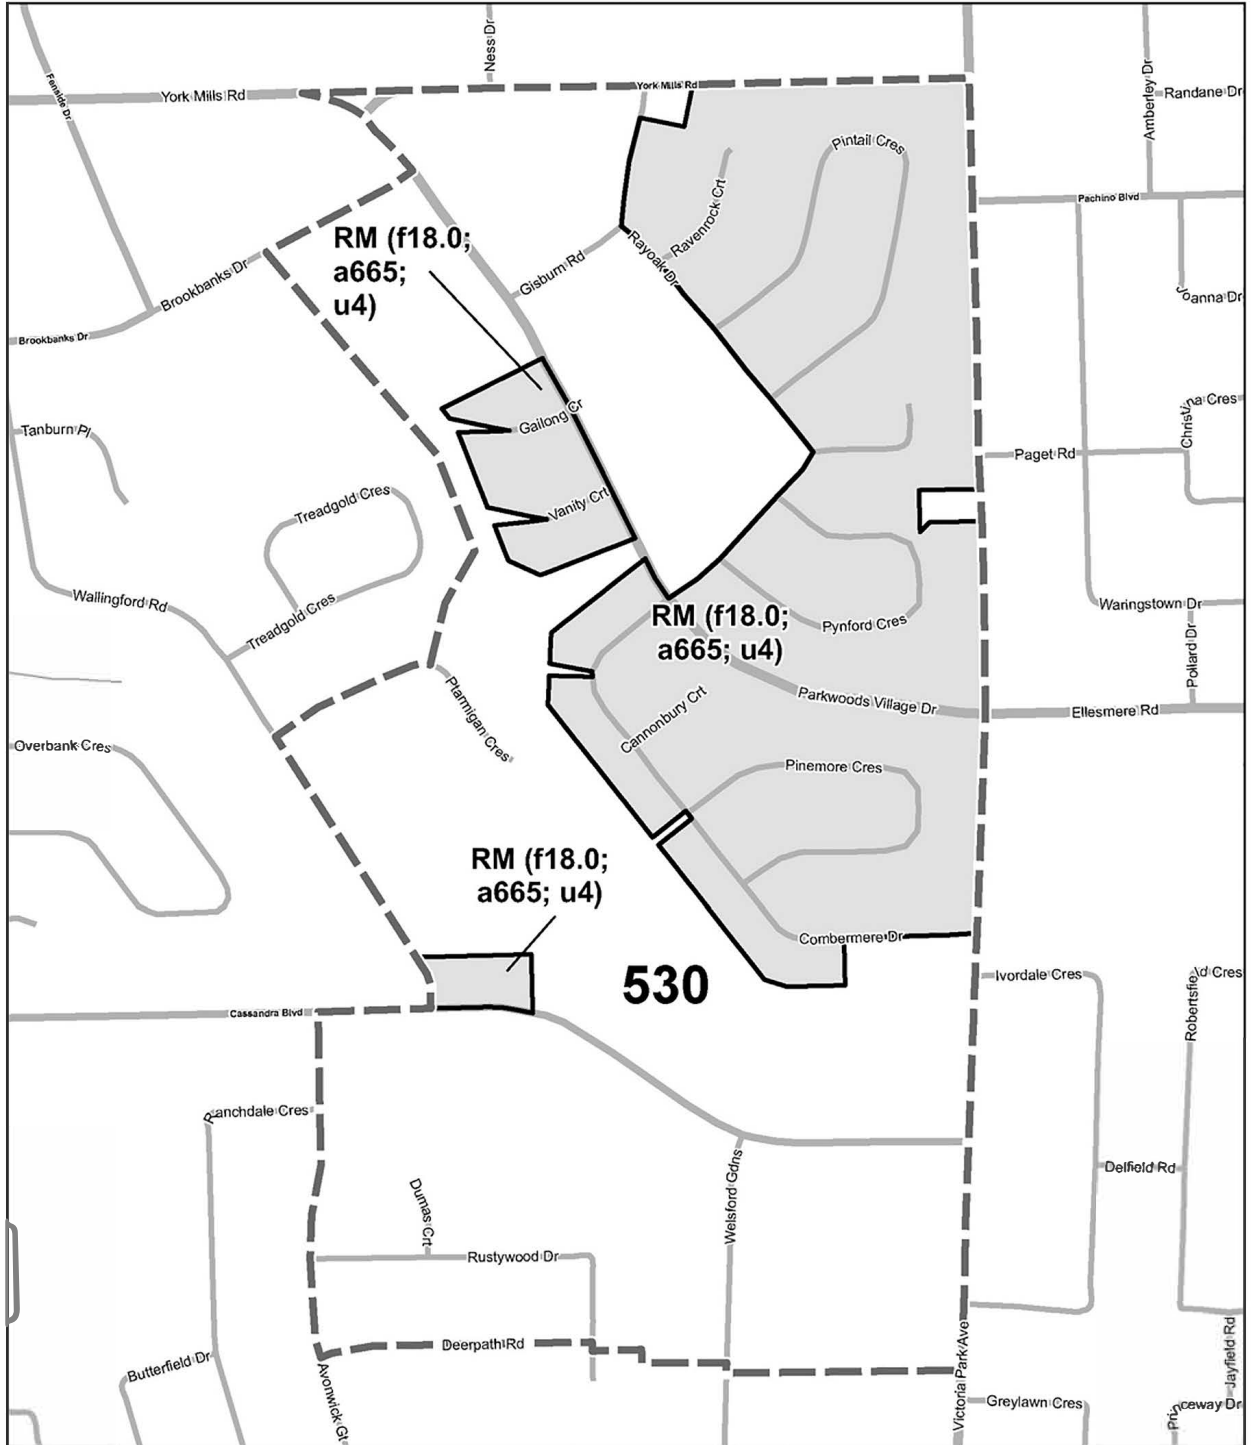 Ness Dr
Fenside Dr
York Mills Rd
York Mills Rd
Amberley Dr
Randane Dr
Pintail Cres
Ravenrock Crt
Pachino Blvd
RM (f18.0;
a665;
u4)
Rayoak Dr
Gisburn Rd
Brookbanks Dr
Joanna Dr
Brookbanks Dr
Gailong Cr
Christina Cres
Tanburn Pl
Paget Rd
Treadgold Cres
Vanity Crt
Wallingford Rd
Treadgold Cres
RM (f18.0;
a665; u4)
Pynford Cres
Waringstown Dr
Pollard Dr
Ptarmigan Cres
Cannonbury Crt
Parkwoods Village Dr
Ellesmere Rd
Overbank Cres
Pinemore Cres
RM (f18.0;
a665; u4)
Combermere Dr
530
Ivordale Cres
Robertsfield Cres
Cassandra Blvd
Ranchdale Cres
Welsford Gdns
Delfield Rd
Dumas Crt
Rustywood Dr
Deerpath Rd
Victoria Park Ave
Jayfield Rd
Butterfield Dr
Avonwick Gt
Greylawn Cres
Princeway Dr